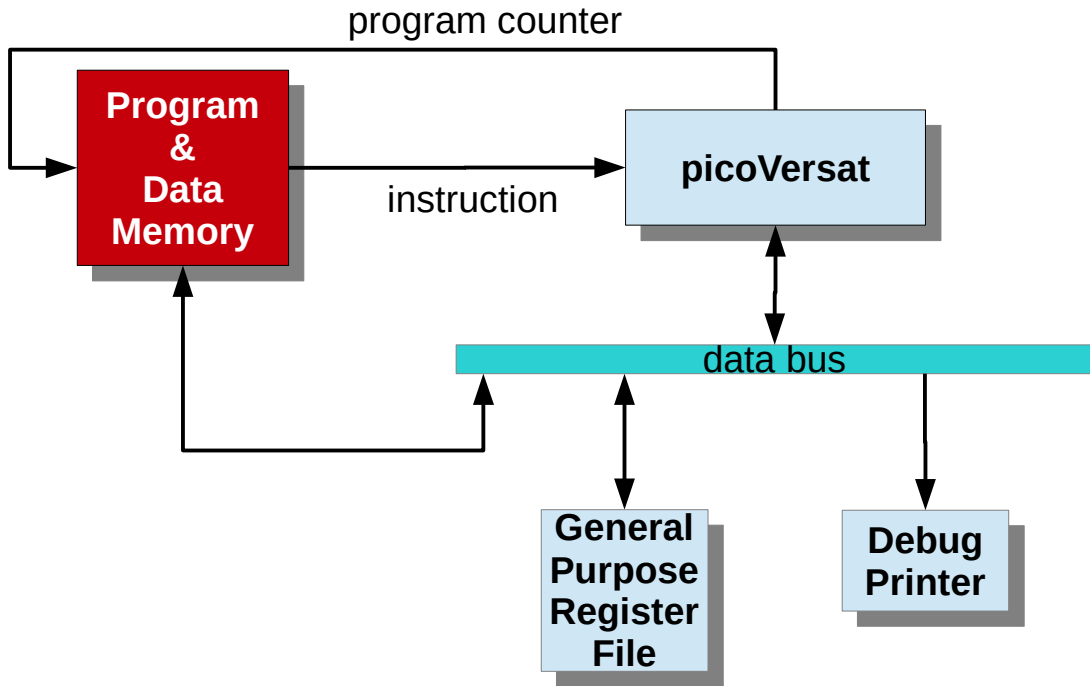 program counter
Program
&
Data
Memory
instruction
picoVersat
data bus
General
Purpose
Register
File
Debug
Printer